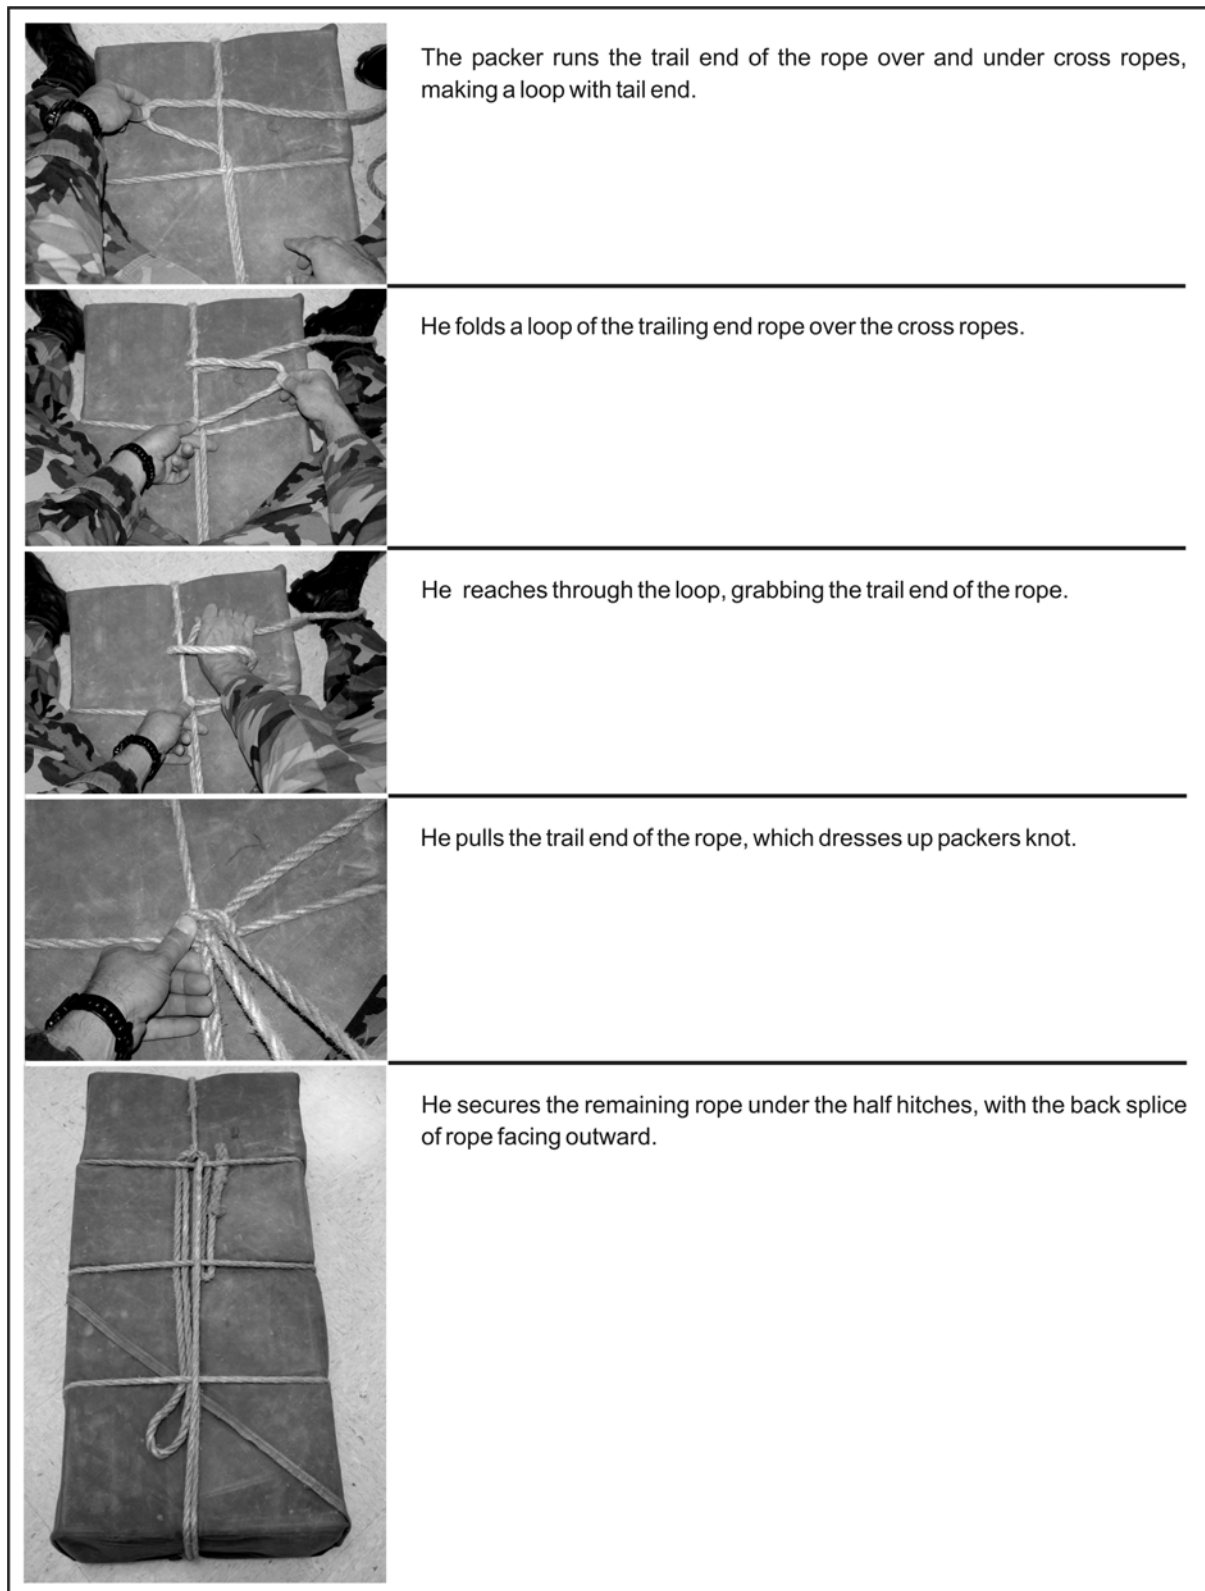 The packer runs the trail end of the rope over and under cross ropes,
making a loop with tail end.
He folds a loop of the trailing end rope over the cross ropes.
He reaches through the loop, grabbing the trail end of the rope.
He pulls the trail end of the rope, which dresses up packers knot.
He secures the remaining rope under the half hitches, with the back splice
of rope facing outward.